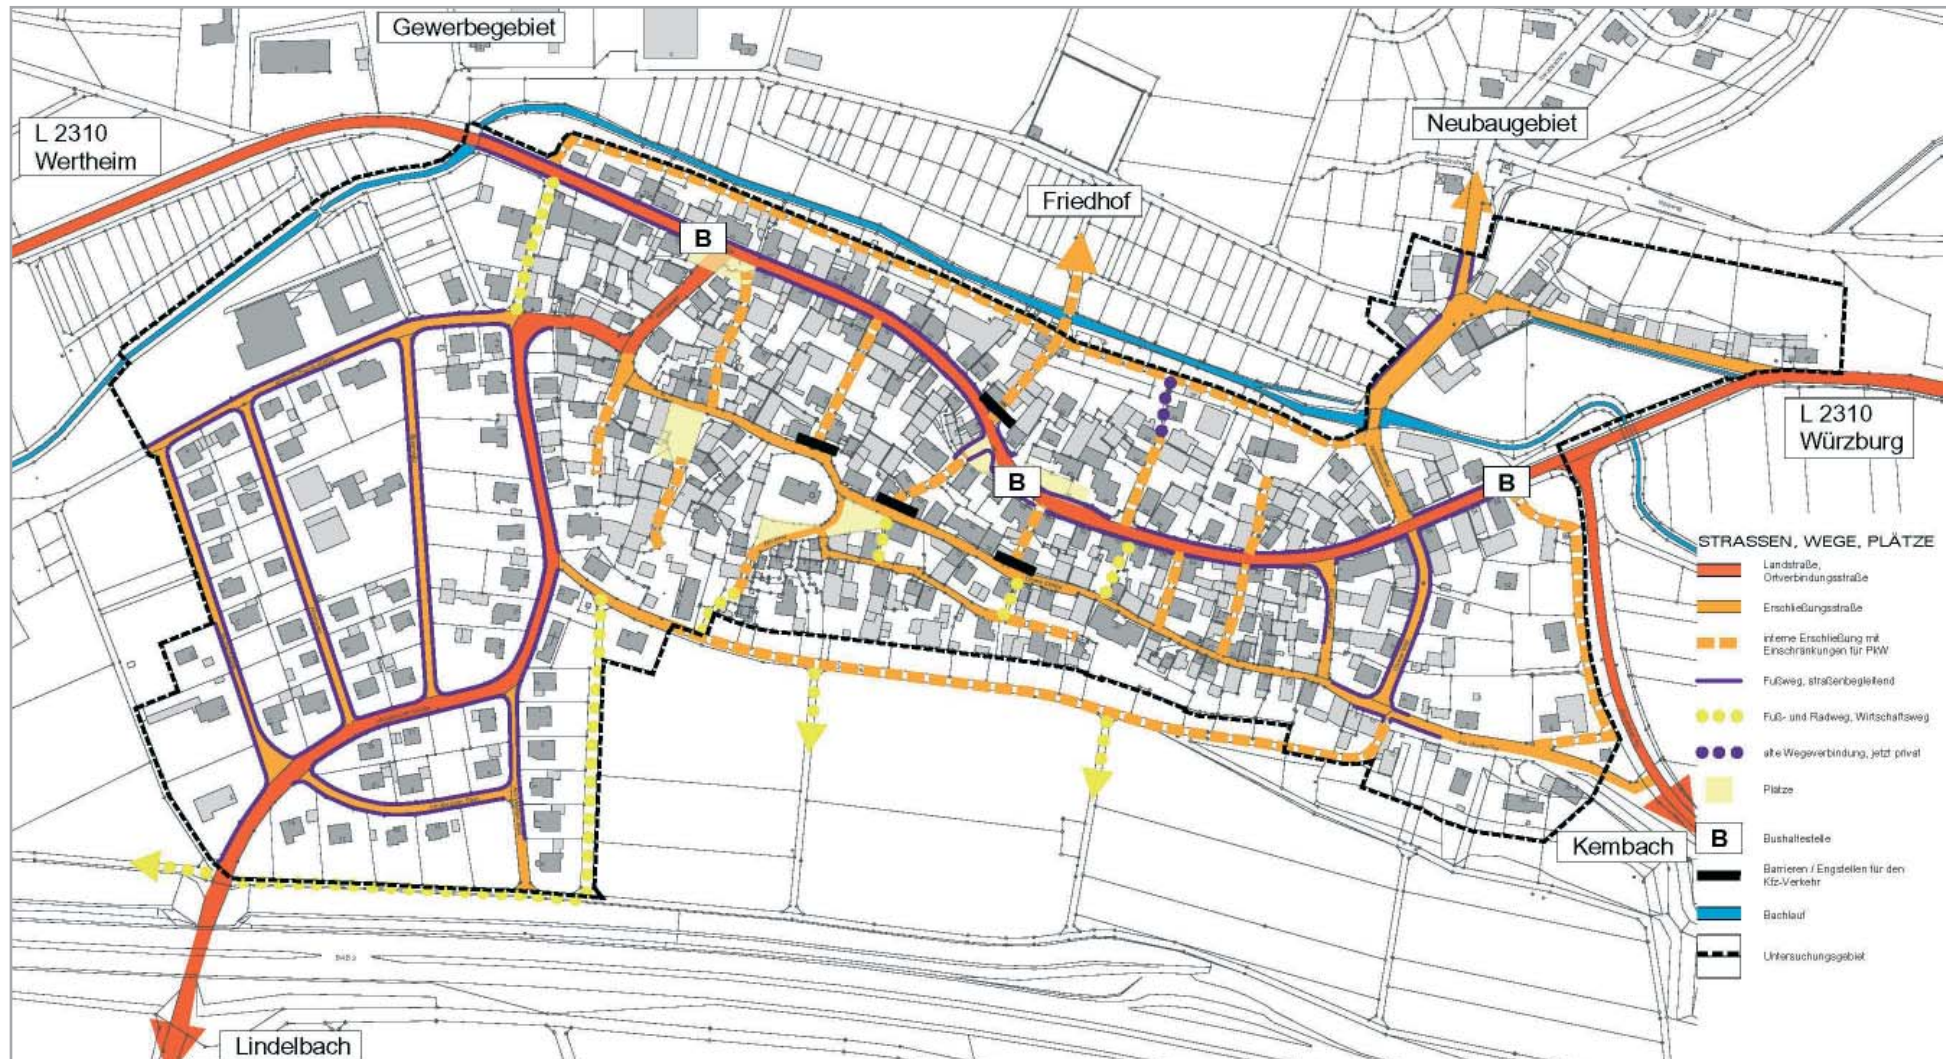 Gewerbegebiet
L 2310
Wertheim
Neubaugebiet
Friedhof
B
B
B
L 2310
Würzburg
Kembach
Lindelbach
STRASSEN, WEGE, PLÄTZE
Landstraße,
Ortverbindungsstraße
Erschließungsstraße
interne Erschließung mit
Einschränkungen für PkW
Fußweg, straßenbegleitend
Fuß- und Radweg, Wirtschaftsweg
alte Wegeverbindung, jetzt privat
Plätze
B
Bushaltestelle
Barrieren / Engstellen für den
Kfz-Verkehr
Bachlauf
Untersuchungsgebiet